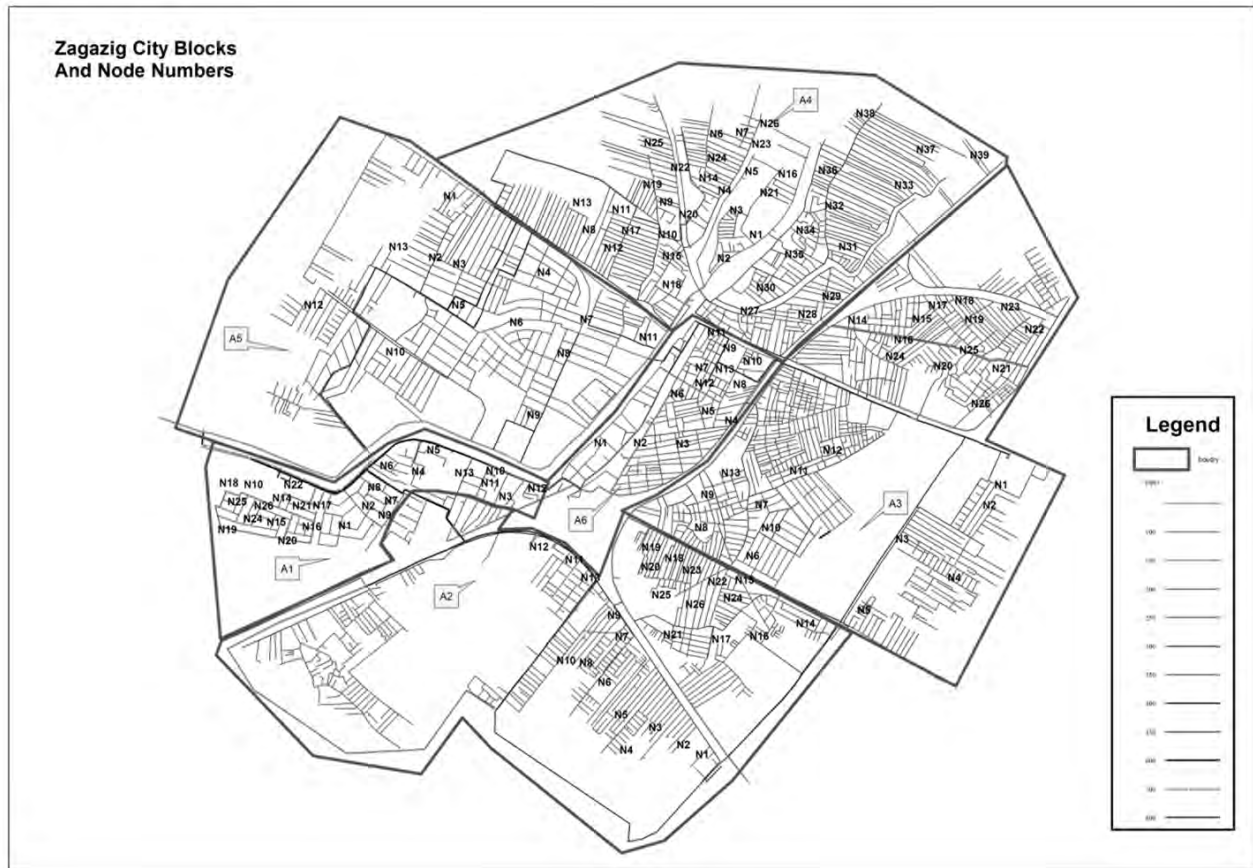 Zagazig City Blocks
And Node Numbers
A4
N38
N26
N7
N6
N23
N25
N37
N39
N24
N22
N5
N16
N36
N14
N19
N4
N21
N33
N1
N9
N13
N11
N20
N3
N32
N8
N17
N10
N1
N34
N12
N31
N13
N15
N2
N35
N2
N3
N4
N18
N30
N29
N12
N5
N27
N28
N6
N7
N11
N14
N15
N17
N18
N19
N23
N22
N16
N24
N25
N20
N21
N26
A5
N10
N8
N9
N11
N9
N10
N7
N13
N12
N8
N6
N5
N4
N1
N2
N3
N12
N11
N13
N9
N7
N8
N10
N6
A3
N1
N2
N3
N4
N5
N5
N6
N4
N13
N10
N11
N3
N12
N18
N10
N22
N8
N7
N2
N9
N25
N14
N26
N21
N17
N24
N15
N16
N1
N19
N20
A1
A6
A2
N12
N11
N10
N19
N18
N20
N23
N22
N15
N25
N26
N24
N14
N9
N7
N21
N17
N16
N10
N8
N6
N5
N3
N4
N2
N1
Legend